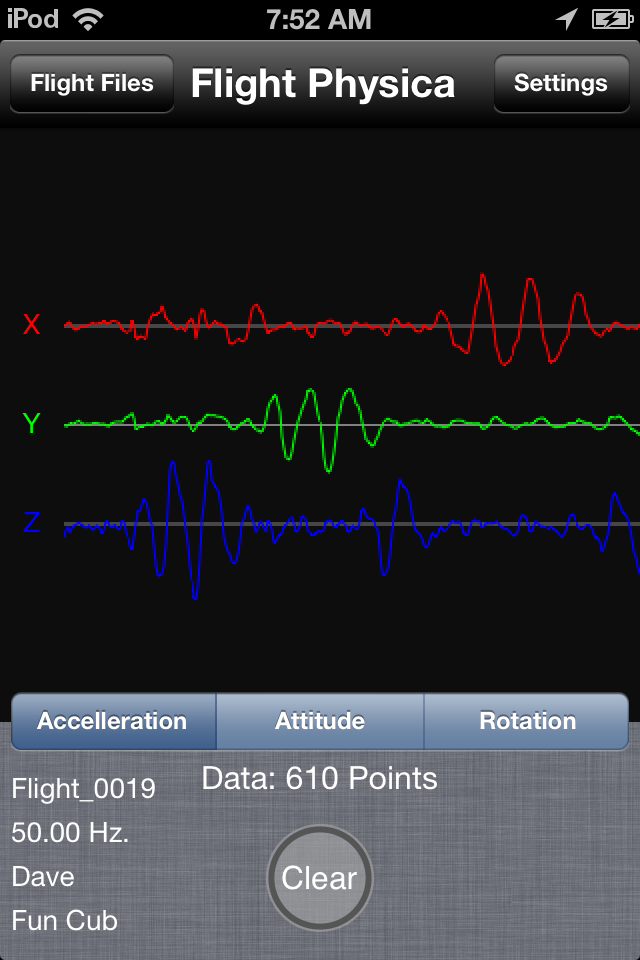 iPod 7:52 AM
Flight Files Flight Physica Settings
X
Y
Z
Accelleration Attitude Rotation
Data: 610 Points
Flight_0019
50.00 Hz.
Dave
Clear
Fun Cub